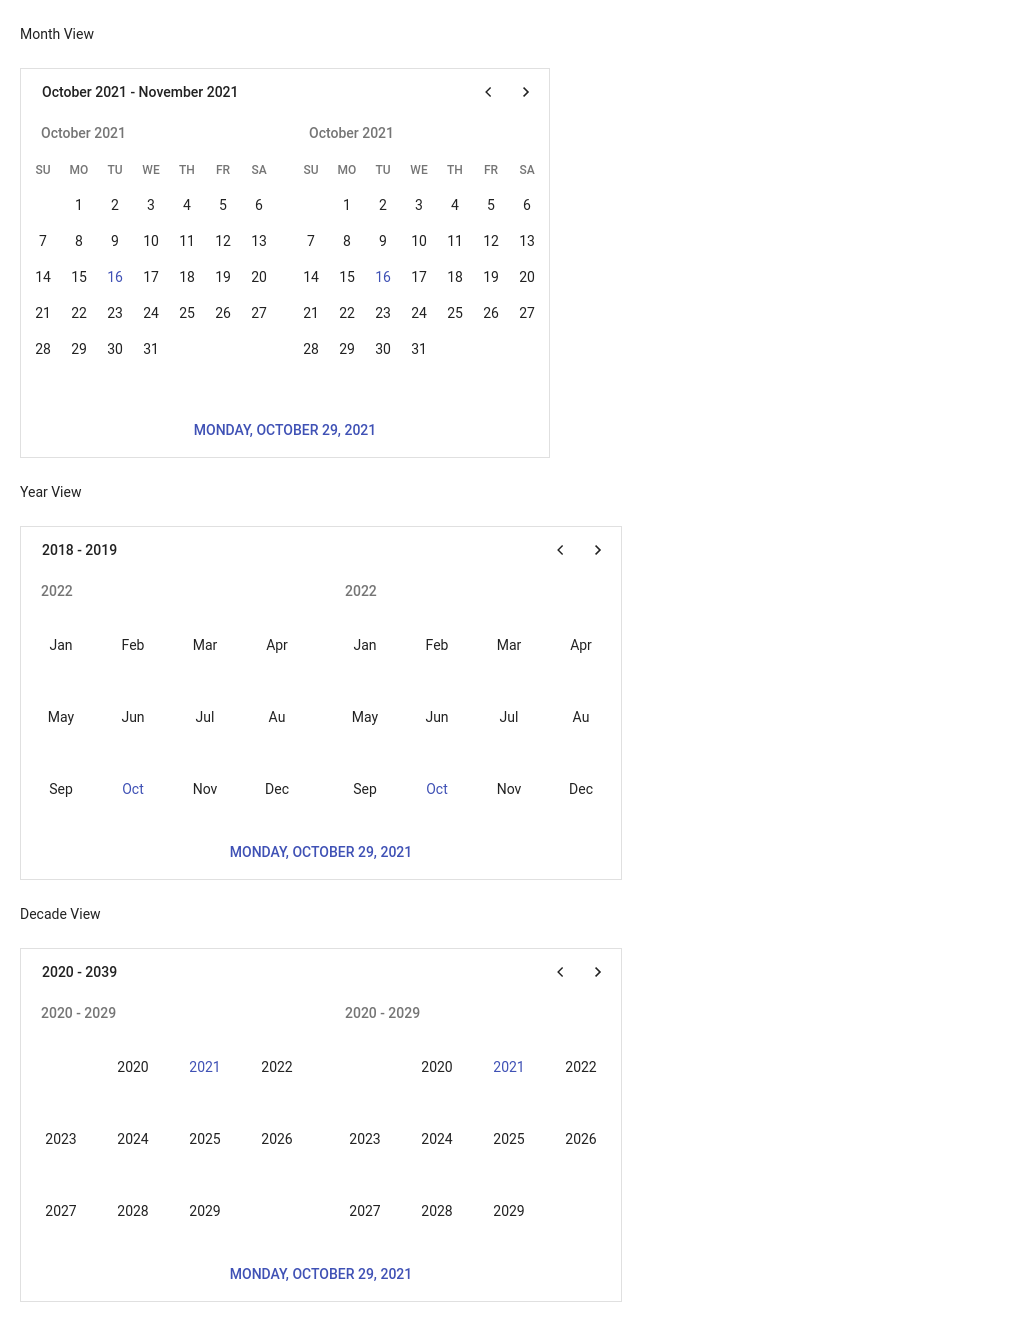 Month View
October 2021 - November 2021
October 2021 October 2021
SU MO TU WE TH FR SA SU MO TU WE TH FR SA
1 2 3 4 5 6 1 2 3 4 5 6
7 8 9 10 11 12 13 7 8 9 10 11 12 13
14 15 16 17 18 19 20 14 15 16 17 18 19 20
21 22 23 24 25 26 27 21 22 23 24 25 26 27
28 29 30 31 28 29 30 31
MONDAY, OCTOBER 29, 2021
Year View
2018 - 2019
2022 2022
Jan Feb Mar Apr Jan Feb Mar Apr
May Jun Jul Au May Jun Jul Au
Sep Oct Nov Dec Sep Oct Nov Dec
MONDAY, OCTOBER 29, 2021
Decade View
2020 - 2039
2020 - 2029 2020 - 2029
2020 2021 2022 2020 2021 2022
2023 2024 2025 2026 2023 2024 2025 2026
2027 2028 2029 2027 2028 2029
MONDAY, OCTOBER 29, 2021